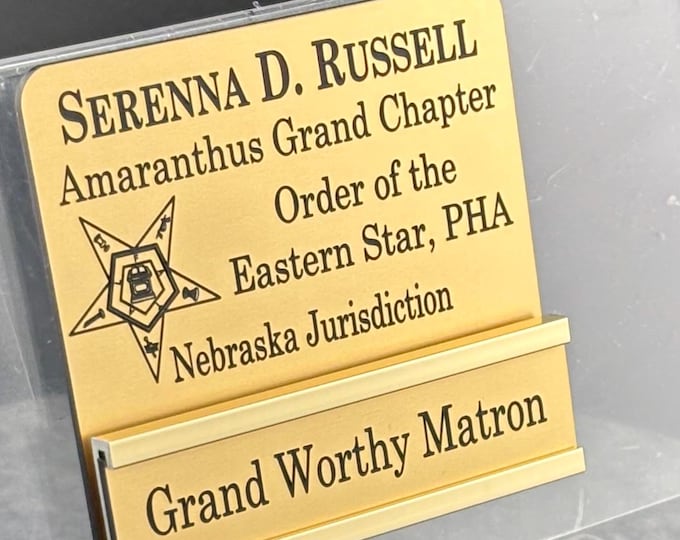 SERENNA D. RUSSELL
Amaranthus Grand Chapter
Order of the
Eastern Star, PHA
Nebraska Jurisdiction
Grand Worthy Matron